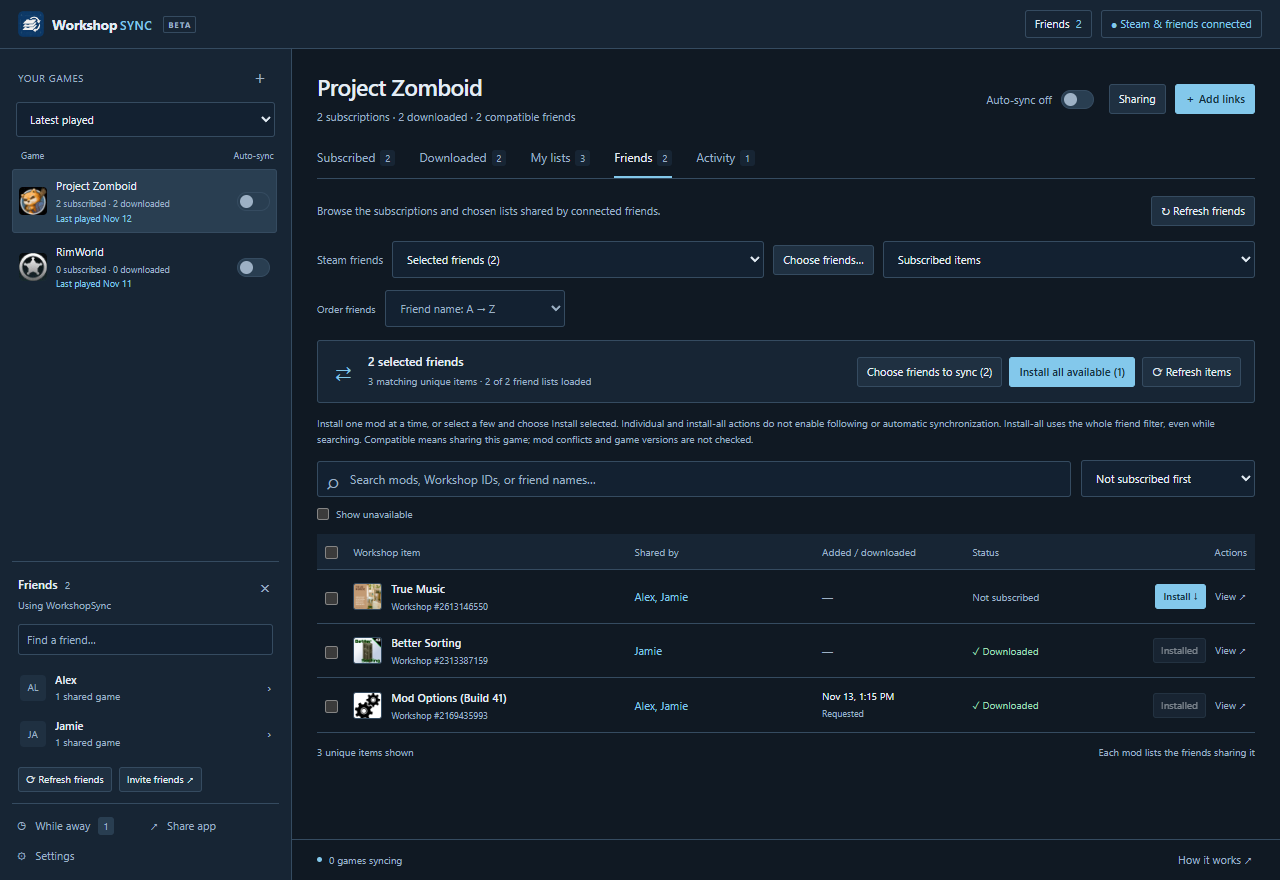 Workshop SYNC BETA
Friends 2
● Steam & friends connected
YOUR GAMES +
Latest played
Game Auto-sync
Project Zomboid
2 subscribed · 2 downloaded
Last played Nov 12
RimWorld
0 subscribed · 0 downloaded
Last played Nov 11
Friends 2 ×
Using WorkshopSync
Find a friend...
AL Alex ›
1 shared game
JA Jamie ›
1 shared game
⟳ Refresh friends
Invite friends ↗
While away 1
↗ Share app
Settings
Project Zomboid
2 subscriptions · 2 downloaded · 2 compatible friends
Auto-sync off
Sharing
+ Add links
Subscribed 2
Downloaded 2
My lists 3
Friends 2
Activity 1
Browse the subscriptions and chosen lists shared by connected friends.
↻ Refresh friends
Steam friends
Selected friends (2)
Choose friends...
Subscribed items
Order friends
Friend name: A → Z
2 selected friends
3 matching unique items · 2 of 2 friend lists loaded
Choose friends to sync (2)
Install all available (1)
⟳ Refresh items
Install one mod at a time, or select a few and choose Install selected. Individual and install-all actions do not enable following or automatic synchronization. Install-all uses the whole friend filter, even while
searching. Compatible means sharing this game; mod conflicts and game versions are not checked.
Search mods, Workshop IDs, or friend names...
Not subscribed first
Show unavailable
Workshop item Shared by Added / downloaded Status Actions
True Music
Workshop #2613146550
Alex, Jamie — Not subscribed Install ↓ View ↗
Better Sorting
Workshop #2313387159
Jamie — ✓ Downloaded Installed View ↗
Mod Options (Build 41)
Workshop #2169435993
Alex, Jamie
Nov 13, 1:15 PM
Requested
✓ Downloaded Installed View ↗
3 unique items shown
Each mod lists the friends sharing it
● 0 games syncing
How it works ↗